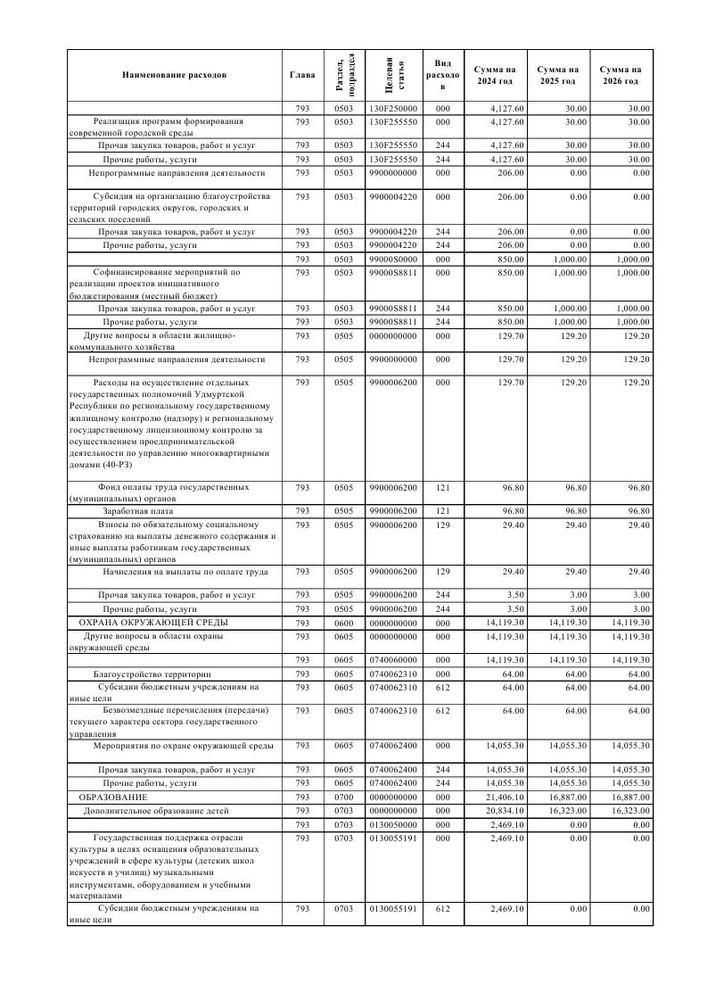 Наименование расходов Глава Раздел, подраздел Целевая статья Вид расходо в Сумма на 2024 год Сумма на 2025 год Сумма на 2026 год
793 0503 130F250000 000 4,127.60 30.00 30.00
Реализация программ формирования 793 0503 130F255550 000 4,127.60 30.00 30.00
современной городской среды
Прочая закупка товаров, работ и услуг 793 0503 130F255550 244 4,127.60 30.00 30.00
Прочие работы, услуги 793 0503 130F255550 244 4,127.60 30.00 30.00
Непрограммные направления деятельности 793 0503 9900000000 000 206.00 0.00 0.00
Субсидия на организацию благоустройства 793 0503 9900004220 000 206.00 0.00 0.00
территорий городских округов, городских и
сельских поселений
Прочая закупка товаров, работ и услуг 793 0503 9900004220 244 206.00 0.00 0.00
Прочие работы, услуги 793 0503 9900004220 244 206.00 0.00 0.00
793 0503 99000S0000 000 850.00 1,000.00 1,000.00
Софинансирование мероприятий по 793 0503 99000S8811 000 850.00 1,000.00 1,000.00
реализации проектов инициативного
бюджетирования (местный бюджет)
Прочая закупка товаров, работ и услуг 793 0503 99000S8811 244 850.00 1,000.00 1,000.00
Прочие работы, услуги 793 0503 99000S8811 244 850.00 1,000.00 1,000.00
Другие вопросы в области жилищно- 793 0505 0000000000 000 129.70 129.20 129.20
коммунального хозяйства
Непрограммные направления деятельности 793 0505 9900000000 000 129.70 129.20 129.20
Расходы на осуществление отдельных 793 0505 9900006200 000 129.70 129.20 129.20
государственных полномочий Удмуртской
Республики по региональному государственному
жилищному контролю (надзору) и региональному
государственному лицензионному контролю за
осуществлением проедпринимательской
деятельности по управлению многоквартирными
домами (40-РЗ)
Фонд оплаты труда государственных 793 0505 9900006200 121 96.80 96.80 96.80
(муниципальных) органов
Заработная плата 793 0505 9900006200 121 96.80 96.80 96.80
Взносы по обязательному социальному 793 0505 9900006200 129 29.40 29.40 29.40
страхованию на выплаты денежного содержания и
иные выплаты работникам государственных
(муниципальных) органов
Начисления на выплаты по оплате труда 793 0505 9900006200 129 29.40 29.40 29.40
Прочая закупка товаров, работ и услуг 793 0505 9900006200 244 3.50 3.00 3.00
Прочие работы, услуги 793 0505 9900006200 244 3.50 3.00 3.00
ОХРАНА ОКРУЖАЮЩЕЙ СРЕДЫ 793 0600 0000000000 000 14,119.30 14,119.30 14,119.30
Другие вопросы в области охраны 793 0605 0000000000 000 14,119.30 14,119.30 14,119.30
окружающей среды
793 0605 0740060000 000 14,119.30 14,119.30 14,119.30
Благоустройство территории 793 0605 0740062310 000 64.00 64.00 64.00
Субсидии бюджетным учреждениям на 793 0605 0740062310 612 64.00 64.00 64.00
иные цели
Безвозмездные перечисления (передачи) 793 0605 0740062310 612 64.00 64.00 64.00
текущего характера сектора государственного
управления
Мероприятия по охране окружающей среды 793 0605 0740062400 000 14,055.30 14,055.30 14,055.30
Прочая закупка товаров, работ и услуг 793 0605 0740062400 244 14,055.30 14,055.30 14,055.30
Прочие работы, услуги 793 0605 0740062400 244 14,055.30 14,055.30 14,055.30
ОБРАЗОВАНИЕ 793 0700 0000000000 000 21,406.10 16,887.00 16,887.00
Дополнительное образование детей 793 0703 0000000000 000 20,834.10 16,323.00 16,323.00
793 0703 0130050000 000 2,469.10 0.00 0.00
Государственная поддержка отрасли 793 0703 0130055191 000 2,469.10 0.00 0.00
культуры в целях оснащения образовательных
учреждений в сфере культуры (детских школ
искусств и училищ) музыкальными
инструментами, оборудованием и учебными
материалами
Субсидии бюджетным учреждениям на 793 0703 0130055191 612 2,469.10 0.00 0.00
иные цели